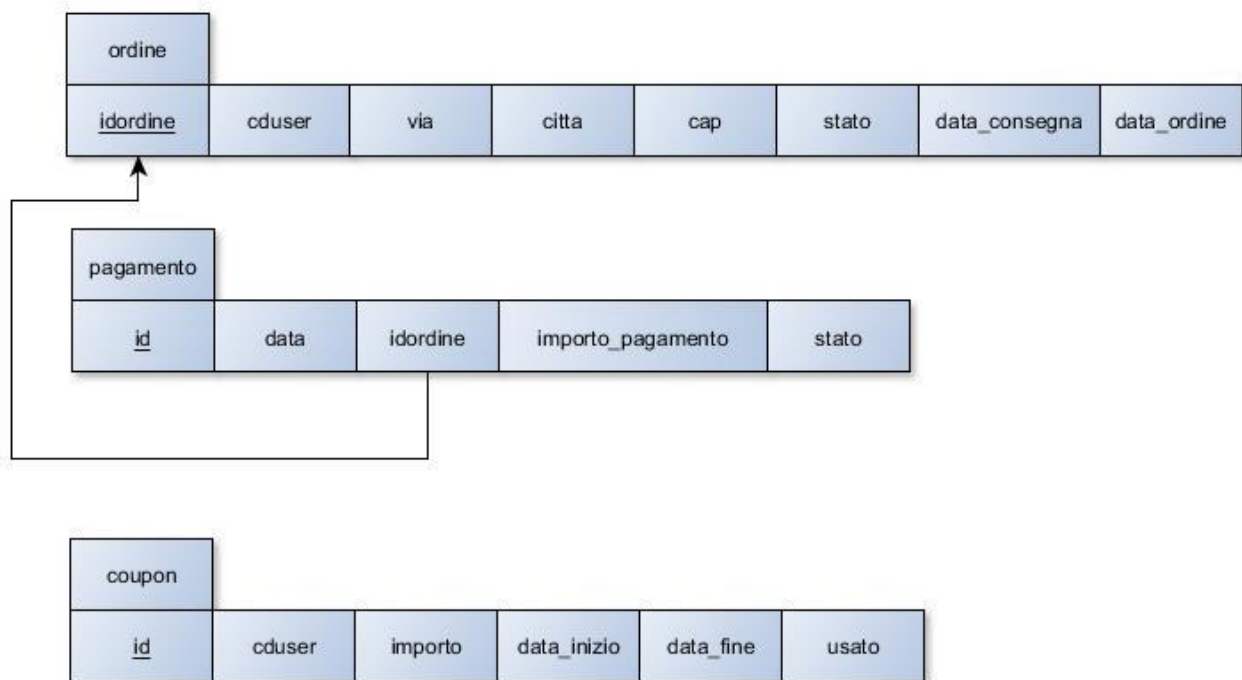 ordine
idordine cduser via citta cap stato data_consegna data_ordine
pagamento
id data idordine importo_pagamento stato
coupon
id cduser importo data_inizio data_fine usato